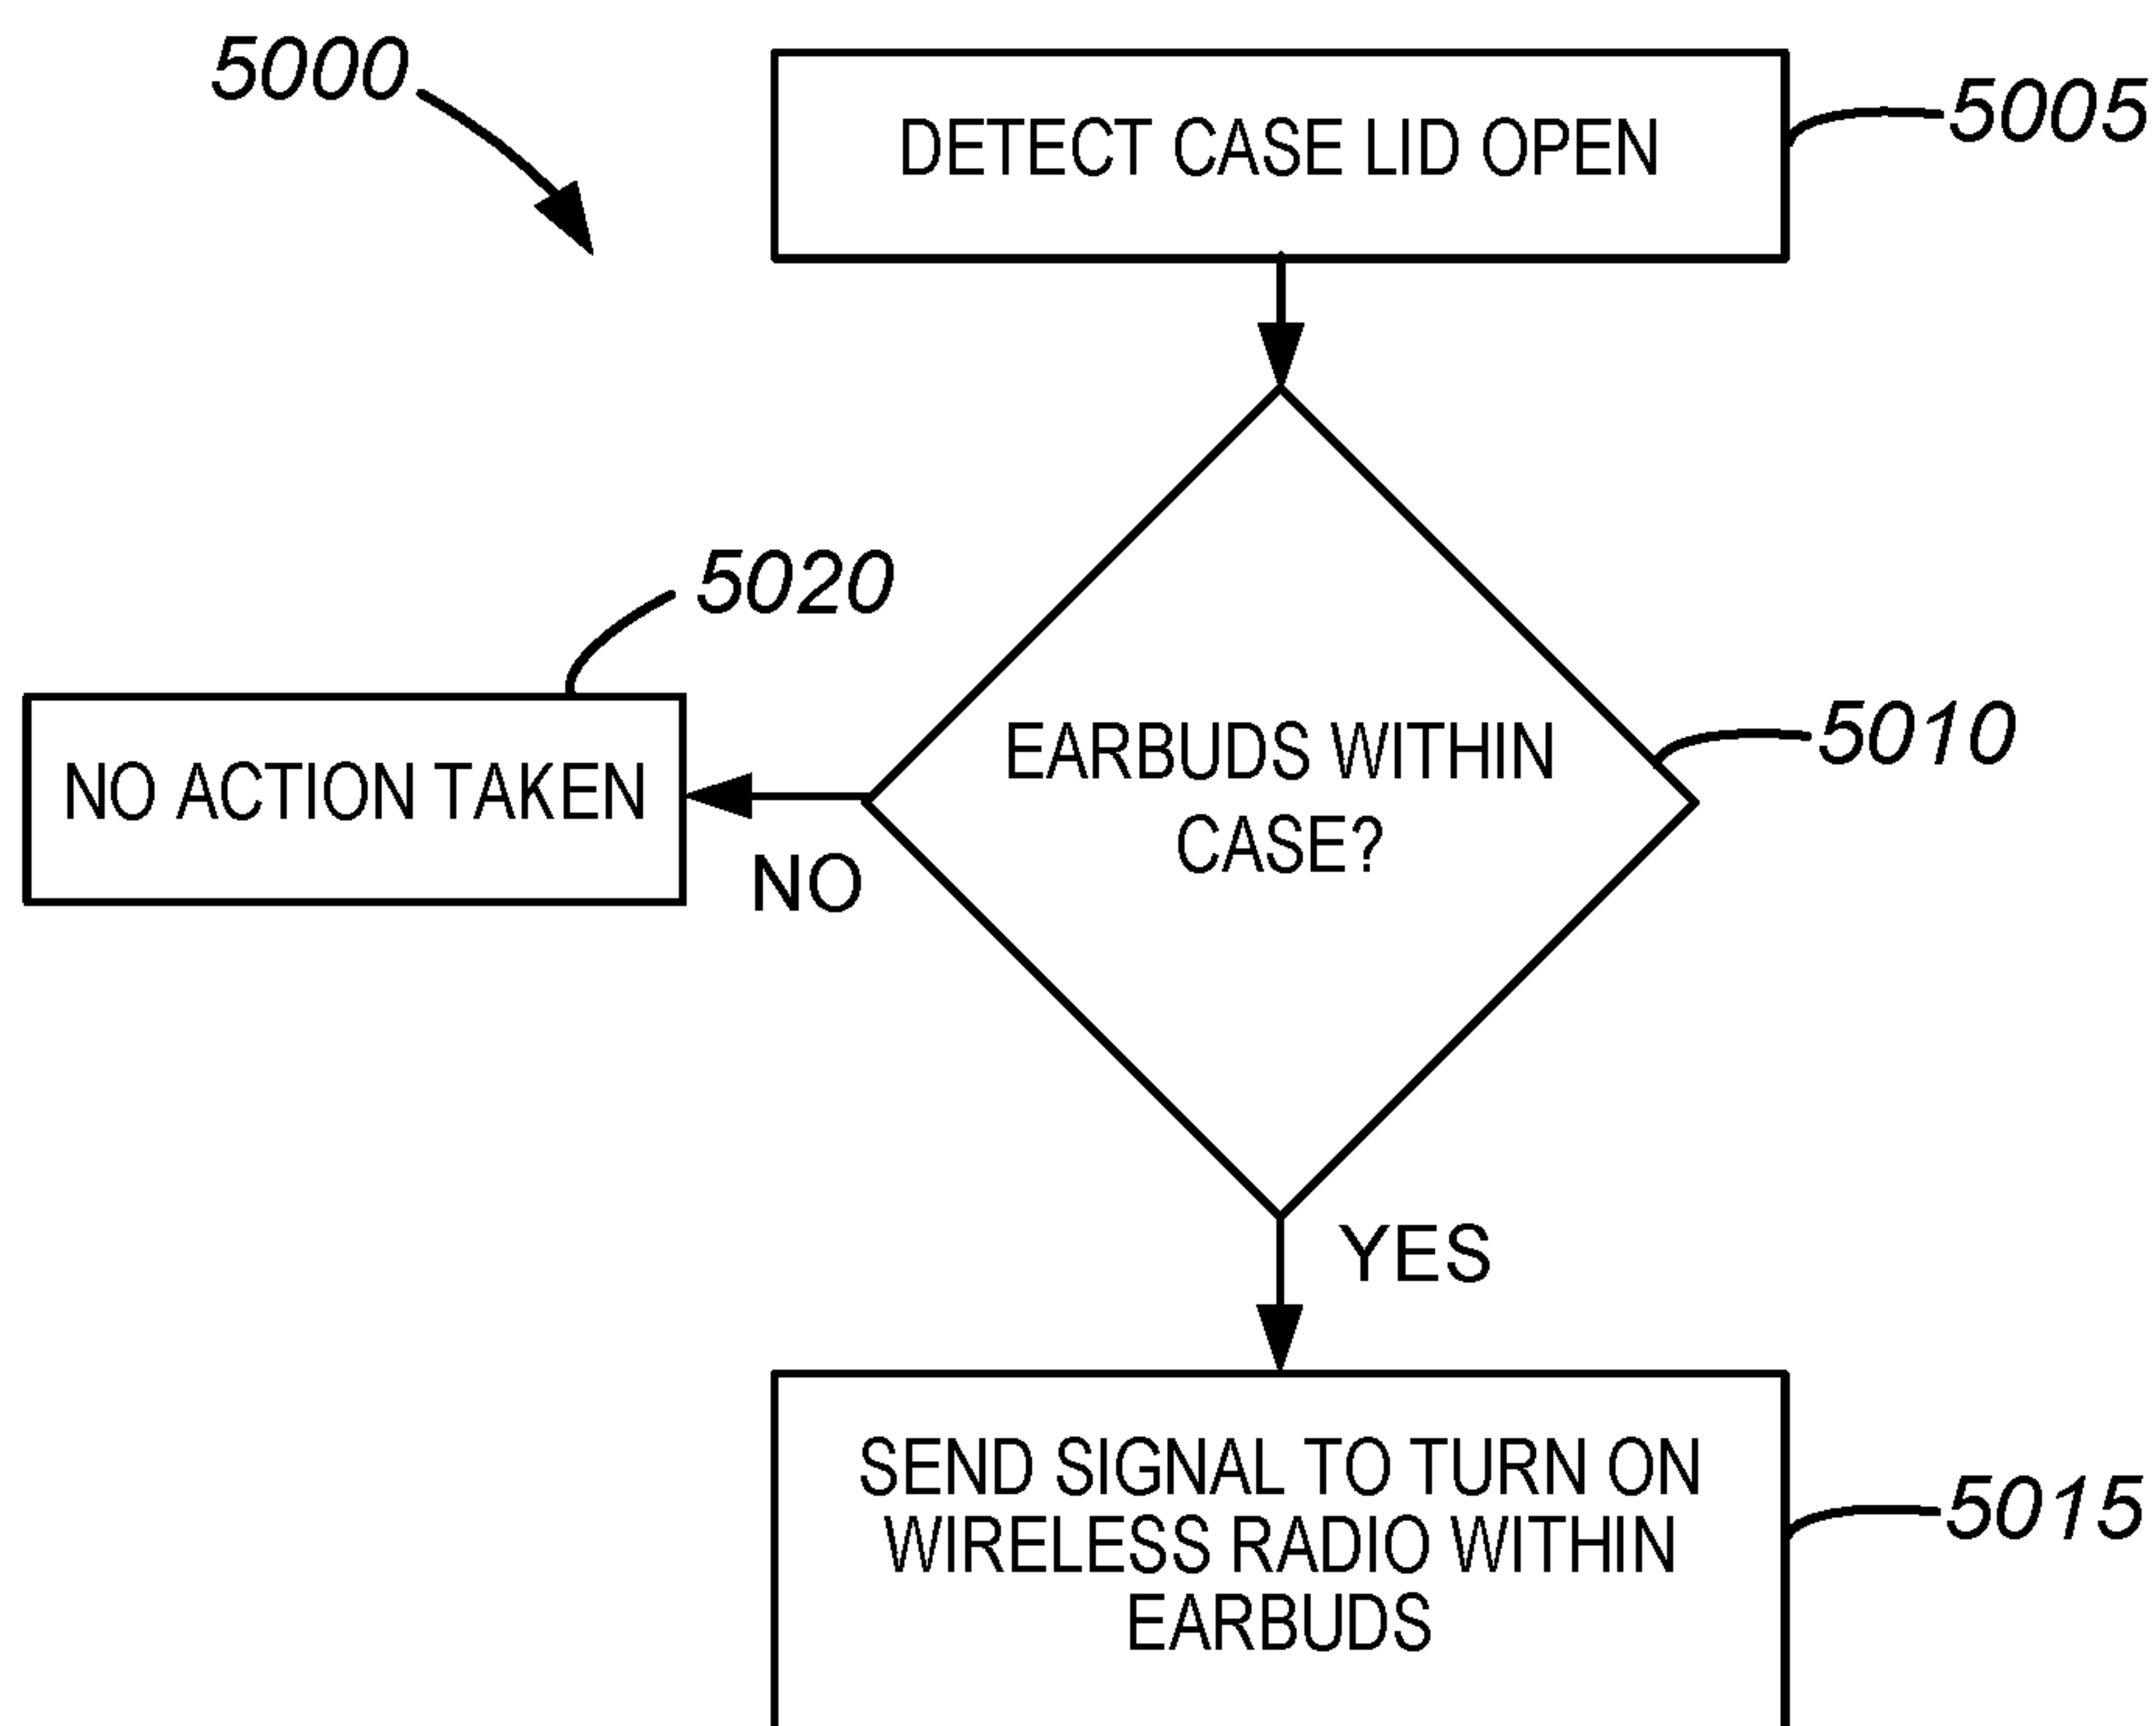 5000
DETECT CASE LID OPEN
5005
5020
NO ACTION TAKEN
NO
EARBUDS WITHIN
CASE?
5010
YES
SEND SIGNAL TO TURN ON
WIRELESS RADIO WITHIN
EARBUDS
5015